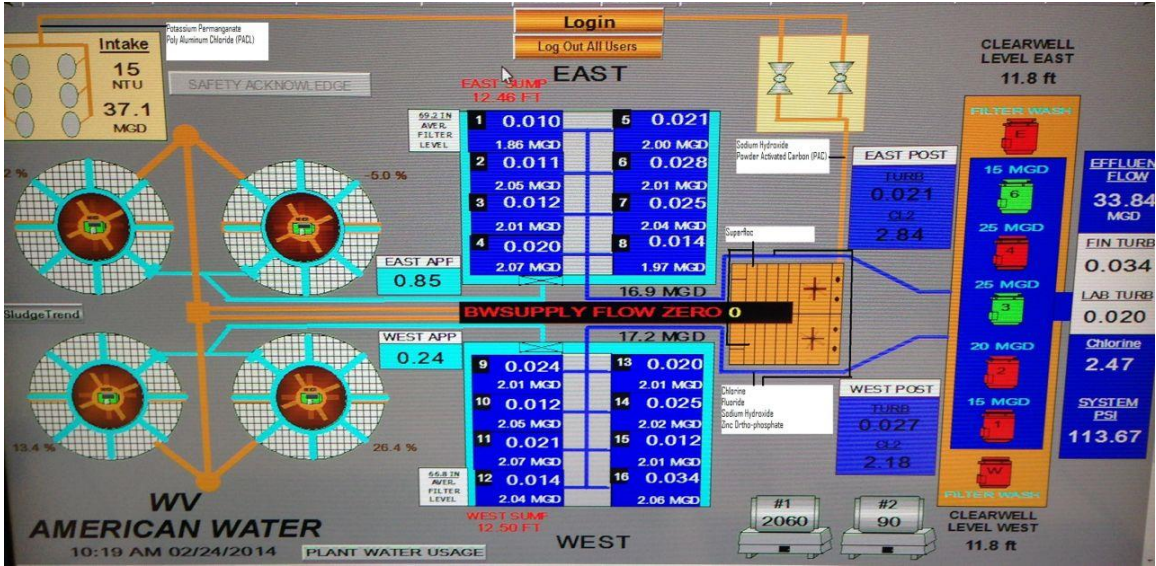 Login
Log Out All Users
Potassium Permanganate
Poly Aluminum Chloride (PACL)
Intake
15
NTU
37.1
MGD
SAFETY ACKNOWLEDGE
EAST SUMP
12.46 FT
EAST
CLEARWELL
LEVEL EAST
11.8 ft
69.2 IN
AVER.
FILTER
LEVEL
1 0.010
1.86 MGD
2 0.011
2.05 MGD
3 0.012
2.01 MGD
4 0.020
2.07 MGD
5 0.021
2.00 MGD
6 0.028
2.01 MGD
7 0.025
2.04 MGD
8 0.014
1.97 MGD
Sodium Hydroxide
Powder Activated Carbon (PAC)
EAST POST
TURB
0.021
CL2
2.84
FILTER WASH
E
15 MGD
6
25 MGD
4
25 MGD
3
20 MGD
2
15 MGD
1
W
FILTER WASH
EFFLUEN
FLOW
33.84
MGD
FIN TURB
0.034
LAB TURB
0.020
Chlorine
2.47
SYSTEM
PSI
113.67
2 %
-5.0 %
EAST APF
0.85
Superfloc
16.9 MGD
BWSUPPLY FLOW ZERO 0
SludgeTrend
WEST APP
0.24
17.2 MGD
9 0.024
2.01 MGD
10 0.012
2.05 MGD
11 0.021
2.07 MGD
12 0.014
2.04 MGD
13 0.020
2.01 MGD
14 0.025
2.02 MGD
15 0.012
2.01 MGD
16 0.034
2.06 MGD
Chlorine
Fluoride
Sodium Hydroxide
Zinc Ortho-phosphate
WEST POST
TURB
0.027
CL2
2.18
13.4 %
26.4 %
66.8 IN
AVER.
FILTER
LEVEL
WEST SUMP
12.50 FT
WEST
WV
AMERICAN WATER
10:19 AM 02/24/2014
PLANT WATER USAGE
#1
2060
#2
90
CLEARWELL
LEVEL WEST
11.8 ft